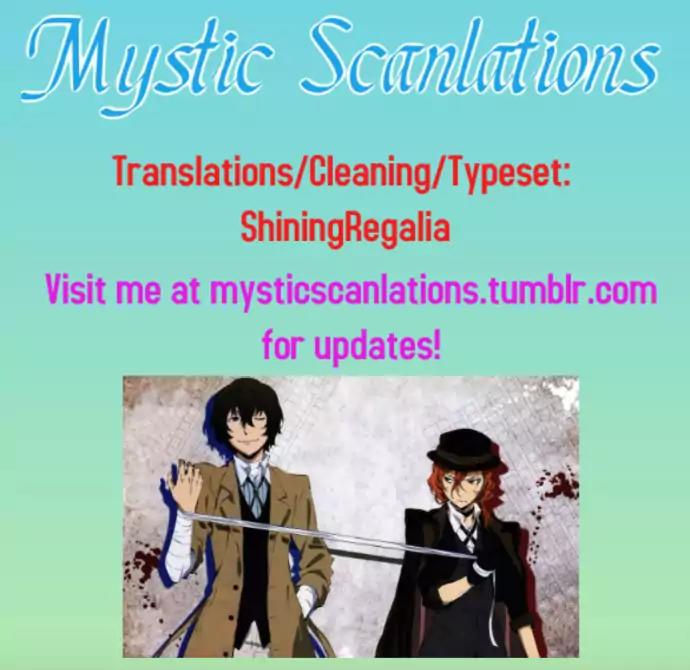 Mystic Scanlations
Translations/Cleaning/Typeset:
ShiningRegalia
Visit me at mysticscanlations.tumblr.com
for updates!